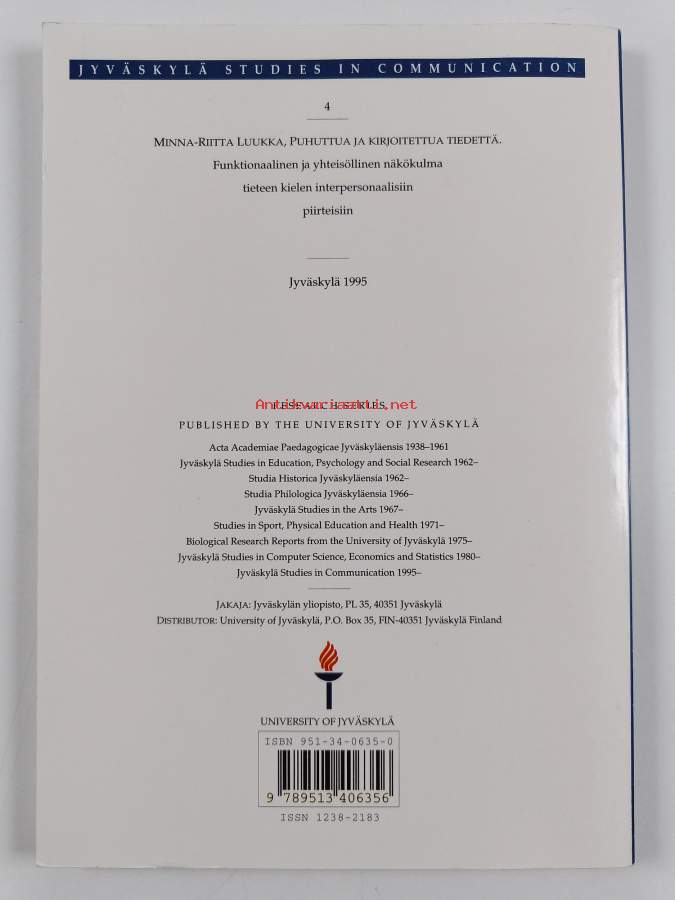 JYVÄSKYLÄ STUDIES IN COMMUNICATION
4
MINNA-RIITTA LUUKKA, PUHUTTUA JA KIRJOITETTUA TIEDETTÄ.
Funktionaalinen ja yhteisöllinen näkökulma
tieteen kielen interpersonaalisiin
piirteisiin
Jyväskylä 1995
Antikvariaatti.net
RESEARCH SERIES
PUBLISHED BY THE UNIVERSITY OF JYVÄSKYLÄ
Acta Academiae Paedagogicae Jyväskyläensis 1938–1961
Jyväskylä Studies in Education, Psychology and Social Research 1962–
Studia Historica Jyväskyläensia 1962–
Studia Philologica Jyväskyläensia 1966–
Jyväskylä Studies in the Arts 1967–
Studies in Sport, Physical Education and Health 1971–
Biological Research Reports from the University of Jyväskylä 1975–
Jyväskylä Studies in Computer Science, Economics and Statistics 1980–
Jyväskylä Studies in Communication 1995–
JAKAJA: Jyväskylän yliopisto, PL 35, 40351 Jyväskylä
DISTRIBUTOR: University of Jyväskylä, P.O. Box 35, FIN-40351 Jyväskylä Finland
UNIVERSITY OF JYVÄSKYLÄ
ISBN 951-34-0635-0
9 789513 406356
ISSN 1238-2183